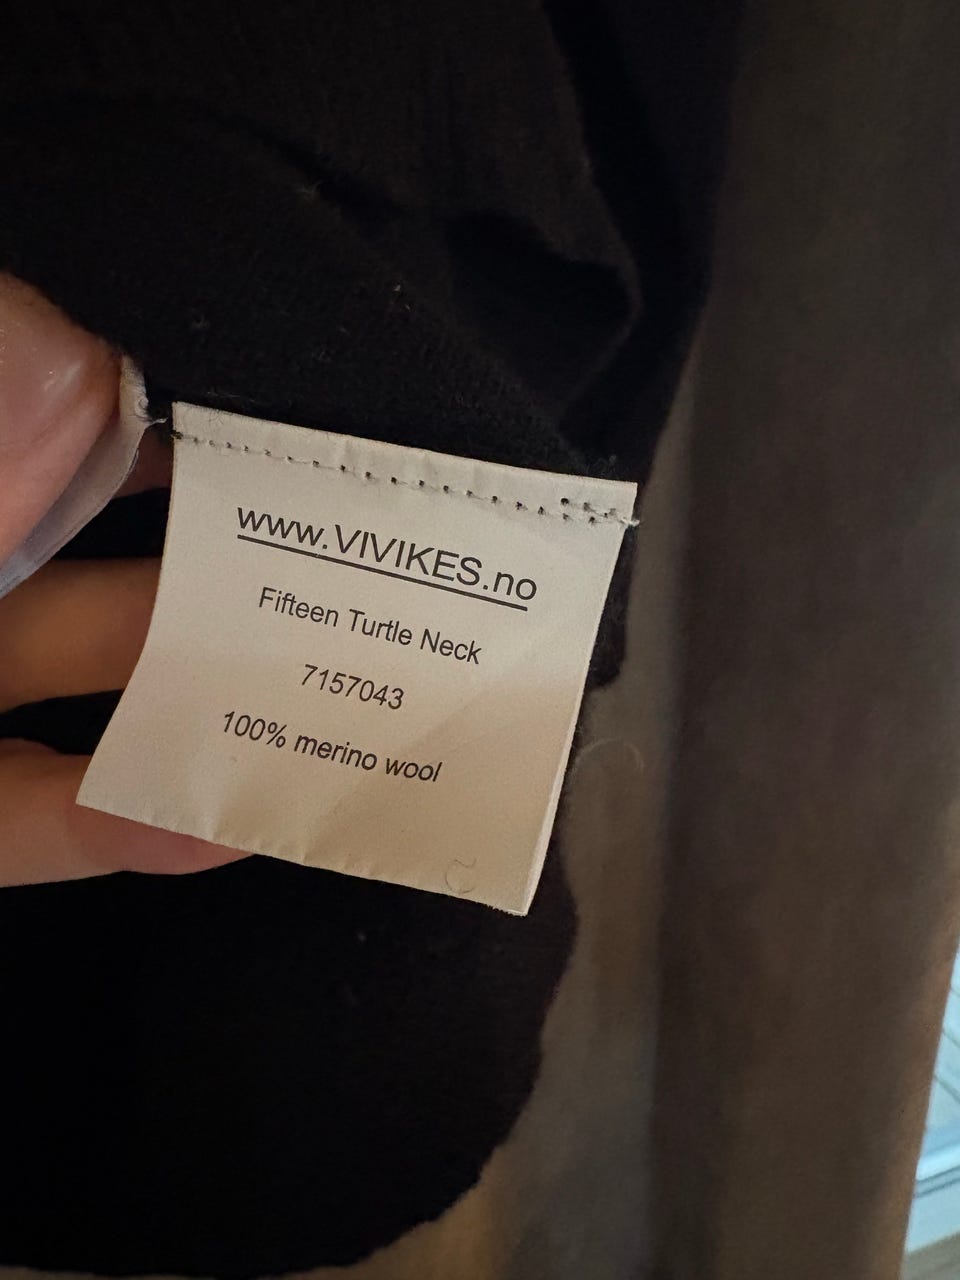 www.VIVIKES.no
Fifteen Turtle Neck
7157043
100% merino wool